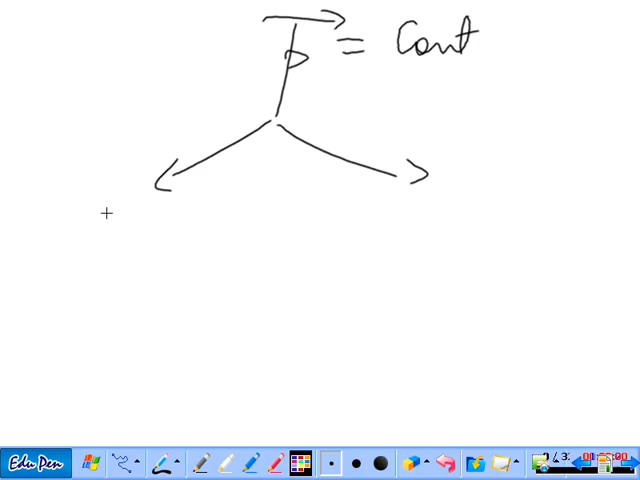 p⃗ = Cont
Edu Pen